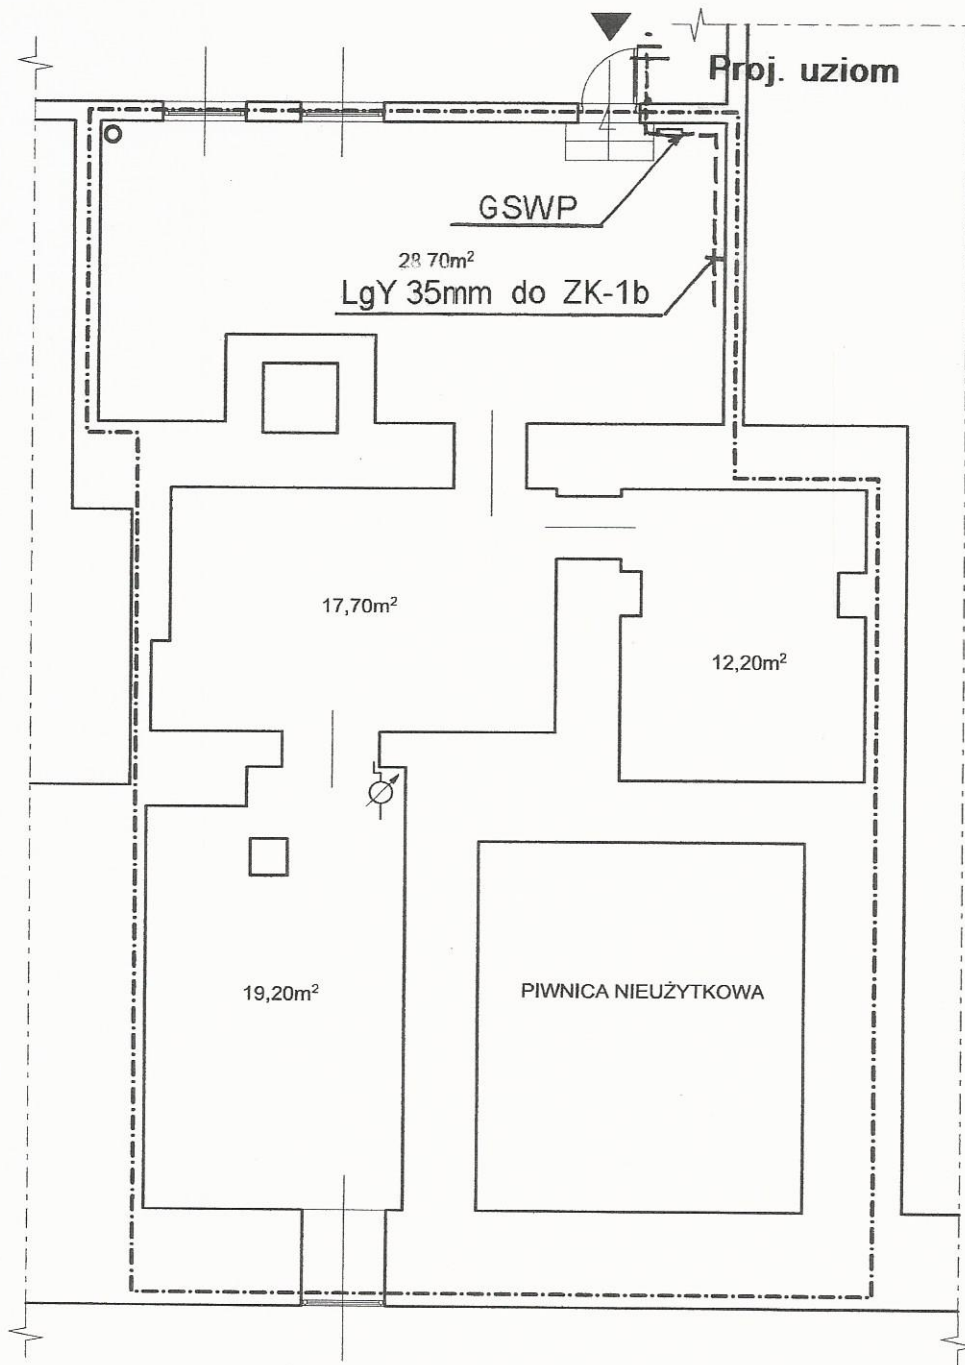 Proj. uziom
GSWP
28 70m²
LgY 35mm do ZK-1b
17,70m²
12,20m²
19,20m²
PIWNICA NIEUŻYTKOWA